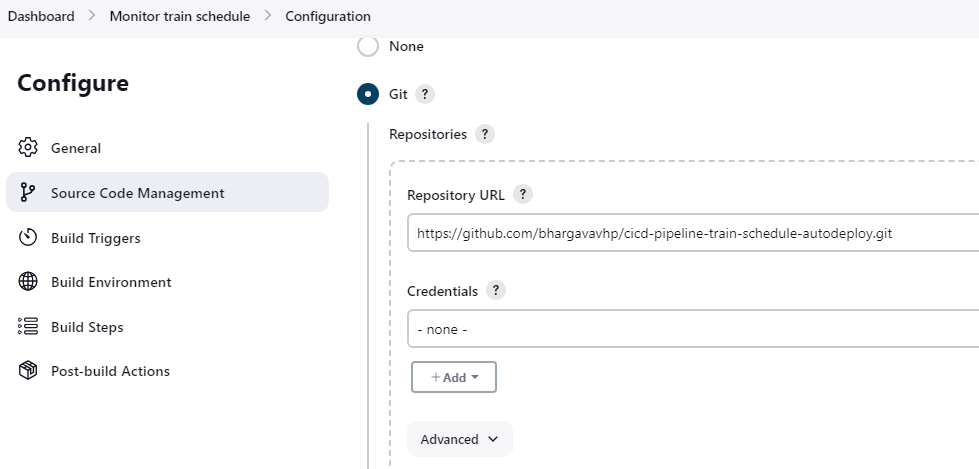 Dashboard > Monitor train schedule > Configuration
None
Configure
Git ?
Repositories ?
General
Source Code Management
Repository URL ?
Build Triggers
https://github.com/bhargavavhp/cicd-pipeline-train-schedule-autodeploy.git
Build Environment
Credentials ?
Build Steps
- none -
Post-build Actions
+ Add
Advanced